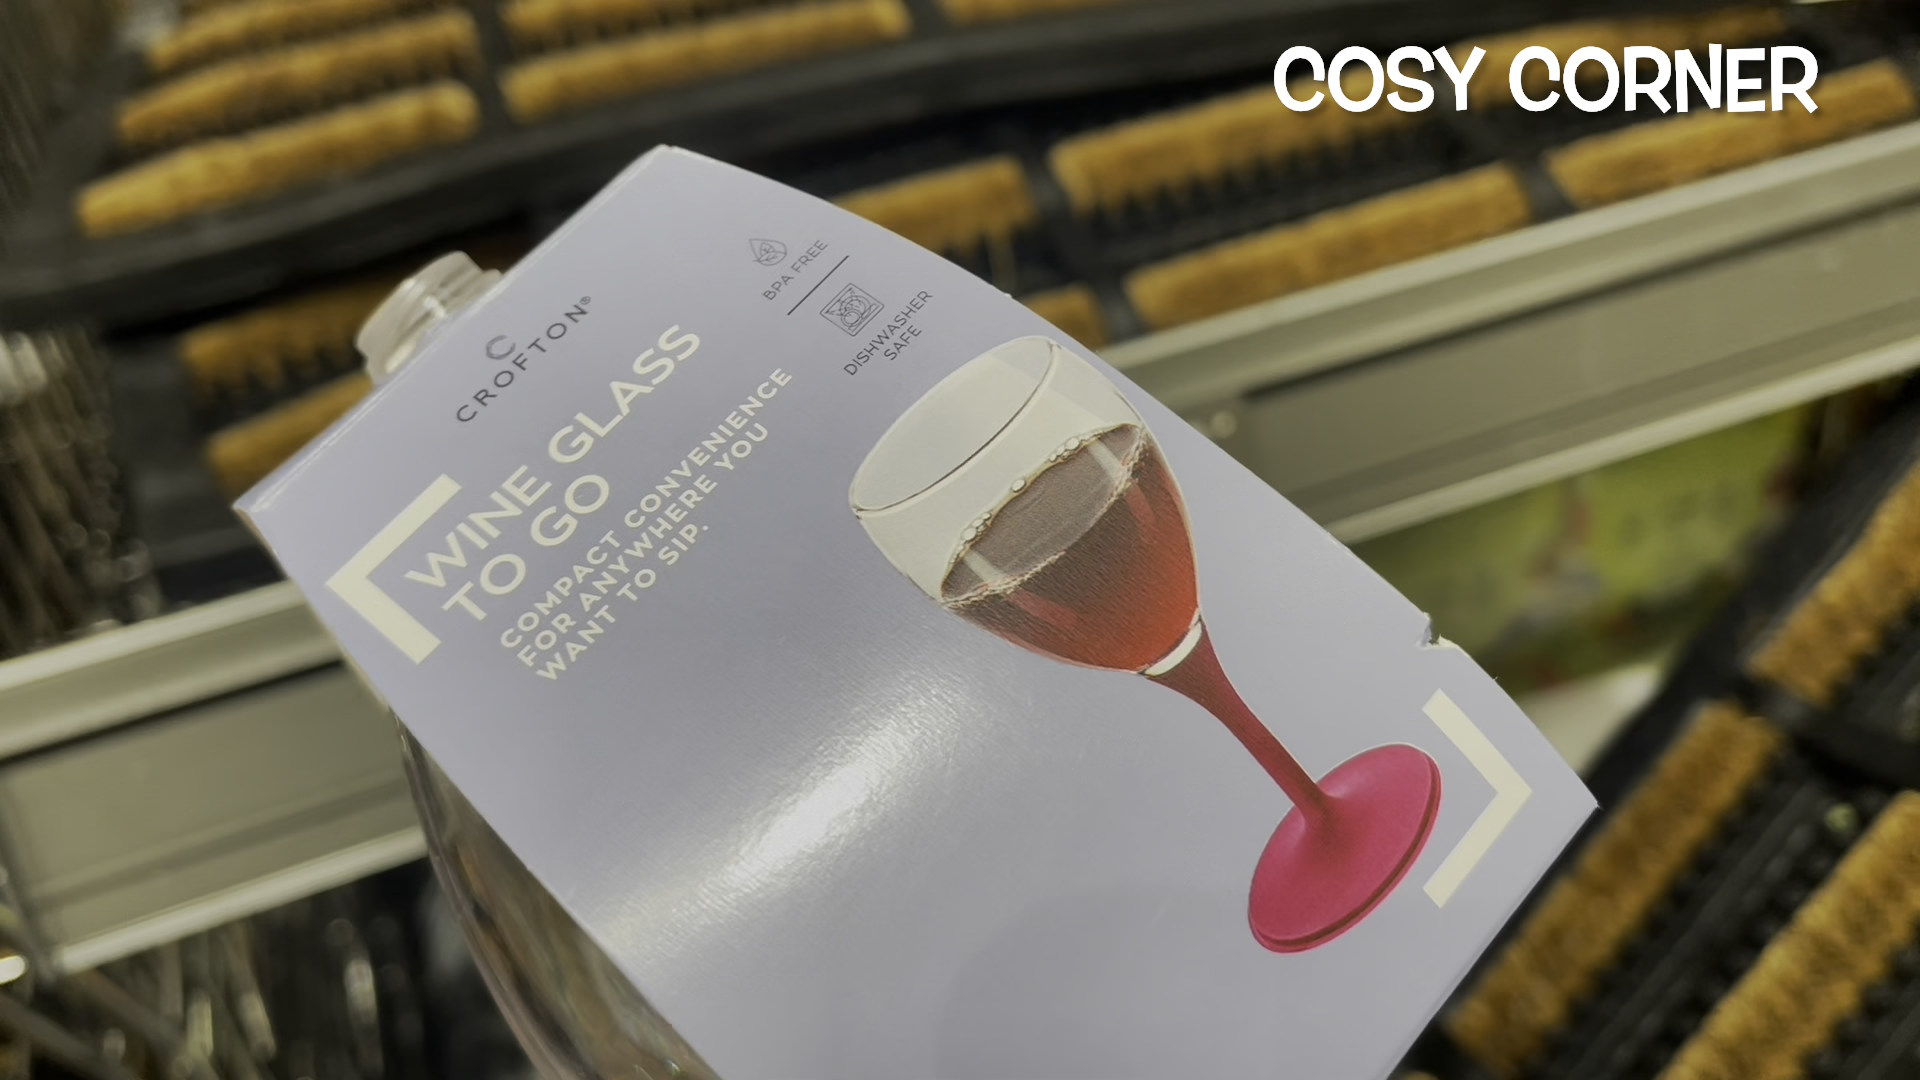 COSY CORNER
C
CROFTON®
BPA FREE
DISHWASHER
SAFE
WINE GLASS
TO GO
COMPACT CONVENIENCE
FOR ANYWHERE YOU
WANT TO SIP.